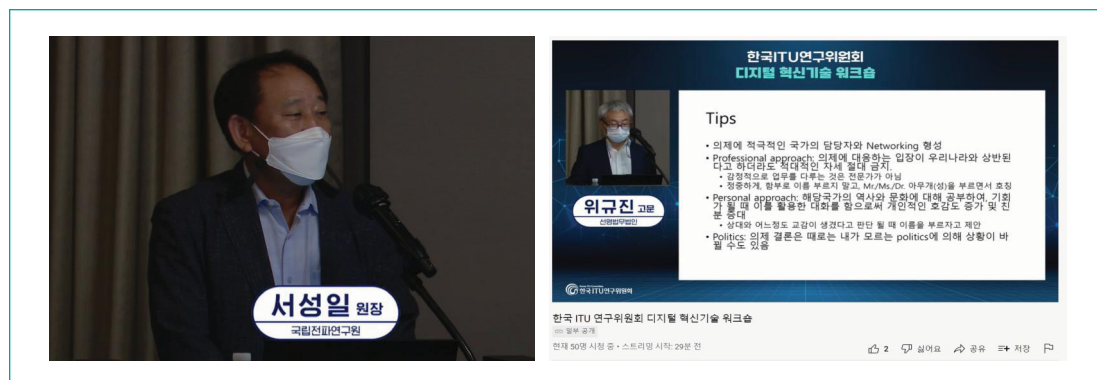 서성일 원장
국립전파연구원
한국ITU연구위원회
디지털 혁신기술 워크숍
위규진 고문
선명법무법인
Tips
• 의제에 적극적인 국가의 담당자와 Networking 형성
• Professional approach: 의제에 대응하는 입장이 우리나라와 상반된
다고 하더라도 적대적인 자세 절대 금지.
• 감정적으로 업무를 다루는 것은 전문가가 아님
• 정중하게, 함부로 이름 부르지 말고, Mr./Ms./Dr. 아무개(성)을 부르면서 호칭
• Personal approach: 해당국가의 역사와 문화에 대해 공부하여, 기회
가 될 때 이를 활용한 대화를 함으로써 개인적인 호감도 증가 및 친
분 증대
• 상대와 어느정도 교감이 생겼다고 판단 될 때 이름을 부르자고 제안
• Politics: 의제 결론은 때로는 내가 모르는 politics에 의해 상황이 바
뀔 수도 있음
한국ITU연구위원회
한국 ITU 연구위원회 디지털 혁신기술 워크숍
일부 공개
현재 50명 시청 중 • 스트리밍 시작: 29분 전
2 싫어요 공유 저장